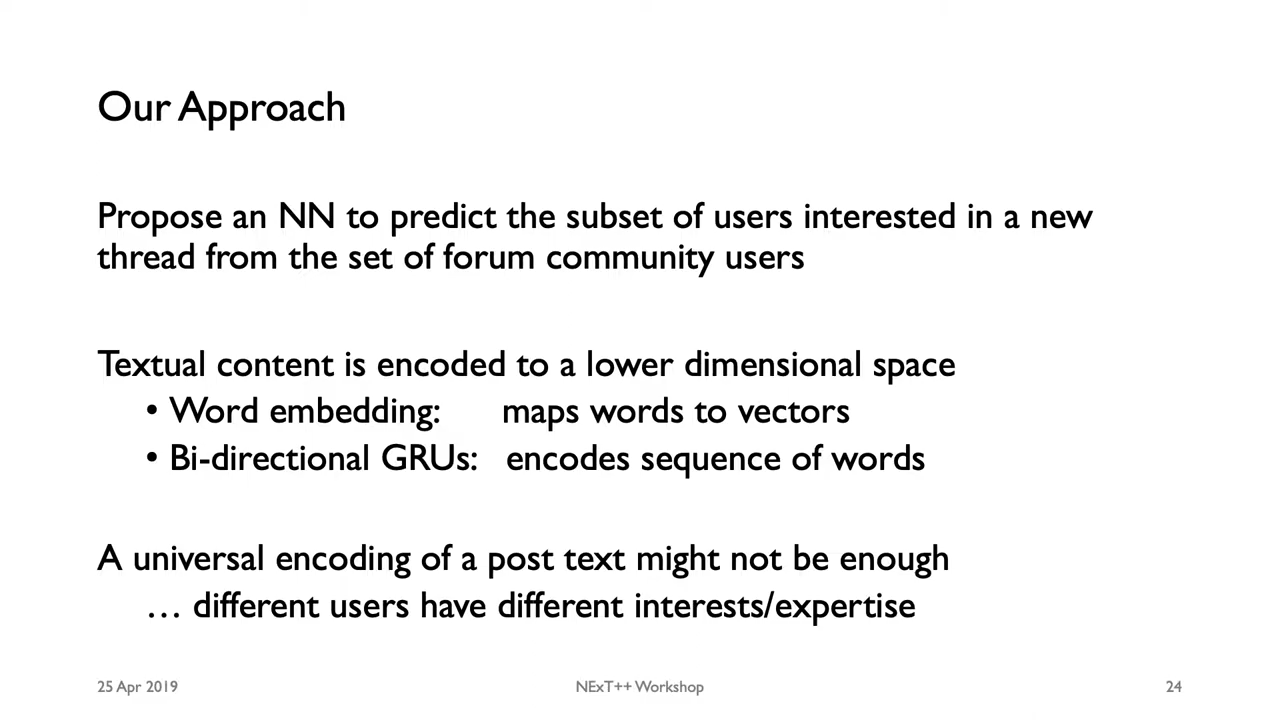 Our Approach
Propose an NN to predict the subset of users interested in a new
thread from the set of forum community users
Textual content is encoded to a lower dimensional space
• Word embedding: maps words to vectors
• Bi-directional GRUs: encodes sequence of words
A universal encoding of a post text might not be enough
… different users have different interests/expertise
25 Apr 2019 NExT++ Workshop 24